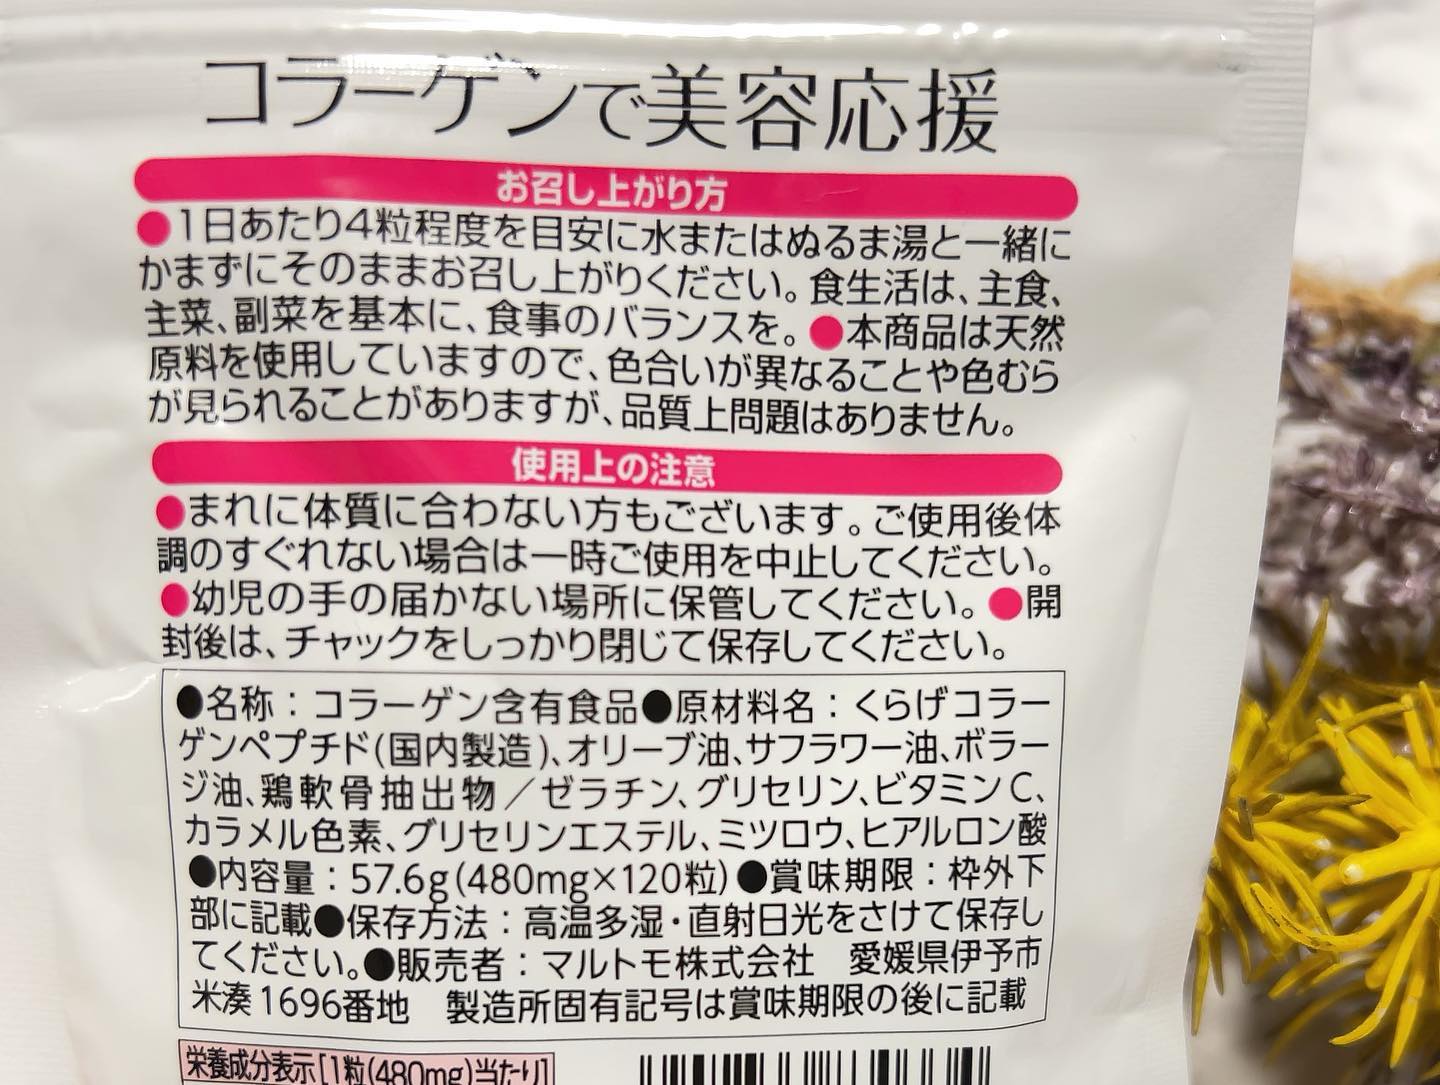 コラーゲンで美容応援
お召し上がり方
●1日あたり4粒程度を目安に水またはぬるま湯と一緒に
かまずにそのままお召し上がりください。食生活は、主食、
主菜、副菜を基本に、食事のバランスを。●本商品は天然
原料を使用していますので、色合いが異なることや色むら
が見られることがありますが、品質上問題はありません。
使用上の注意
●まれに体質に合わない方もございます。ご使用後体
調のすぐれない場合は一時ご使用を中止してください。
●幼児の手の届かない場所に保管してください。●開
封後は、チャックをしっかり閉じて保存してください。
●名称：コラーゲン含有食品●原材料名：くらげコラー
ゲンペプチド(国内製造)、オリーブ油、サフラワー油、ボラー
ジ油、鶏軟骨抽出物／ゼラチン、グリセリン、ビタミンC、
カラメル色素、グリセリンエステル、ミツロウ、ヒアルロン酸
●内容量：57.6g(480mg×120粒)●賞味期限：枠外下
部に記載●保存方法：高温多湿・直射日光をさけて保存し
てください。●販売者：マルトモ株式会社　愛媛県伊予市
米湊1696番地　製造所固有記号は賞味期限の後に記載
栄養成分表示[1粒(480mg)当たり]